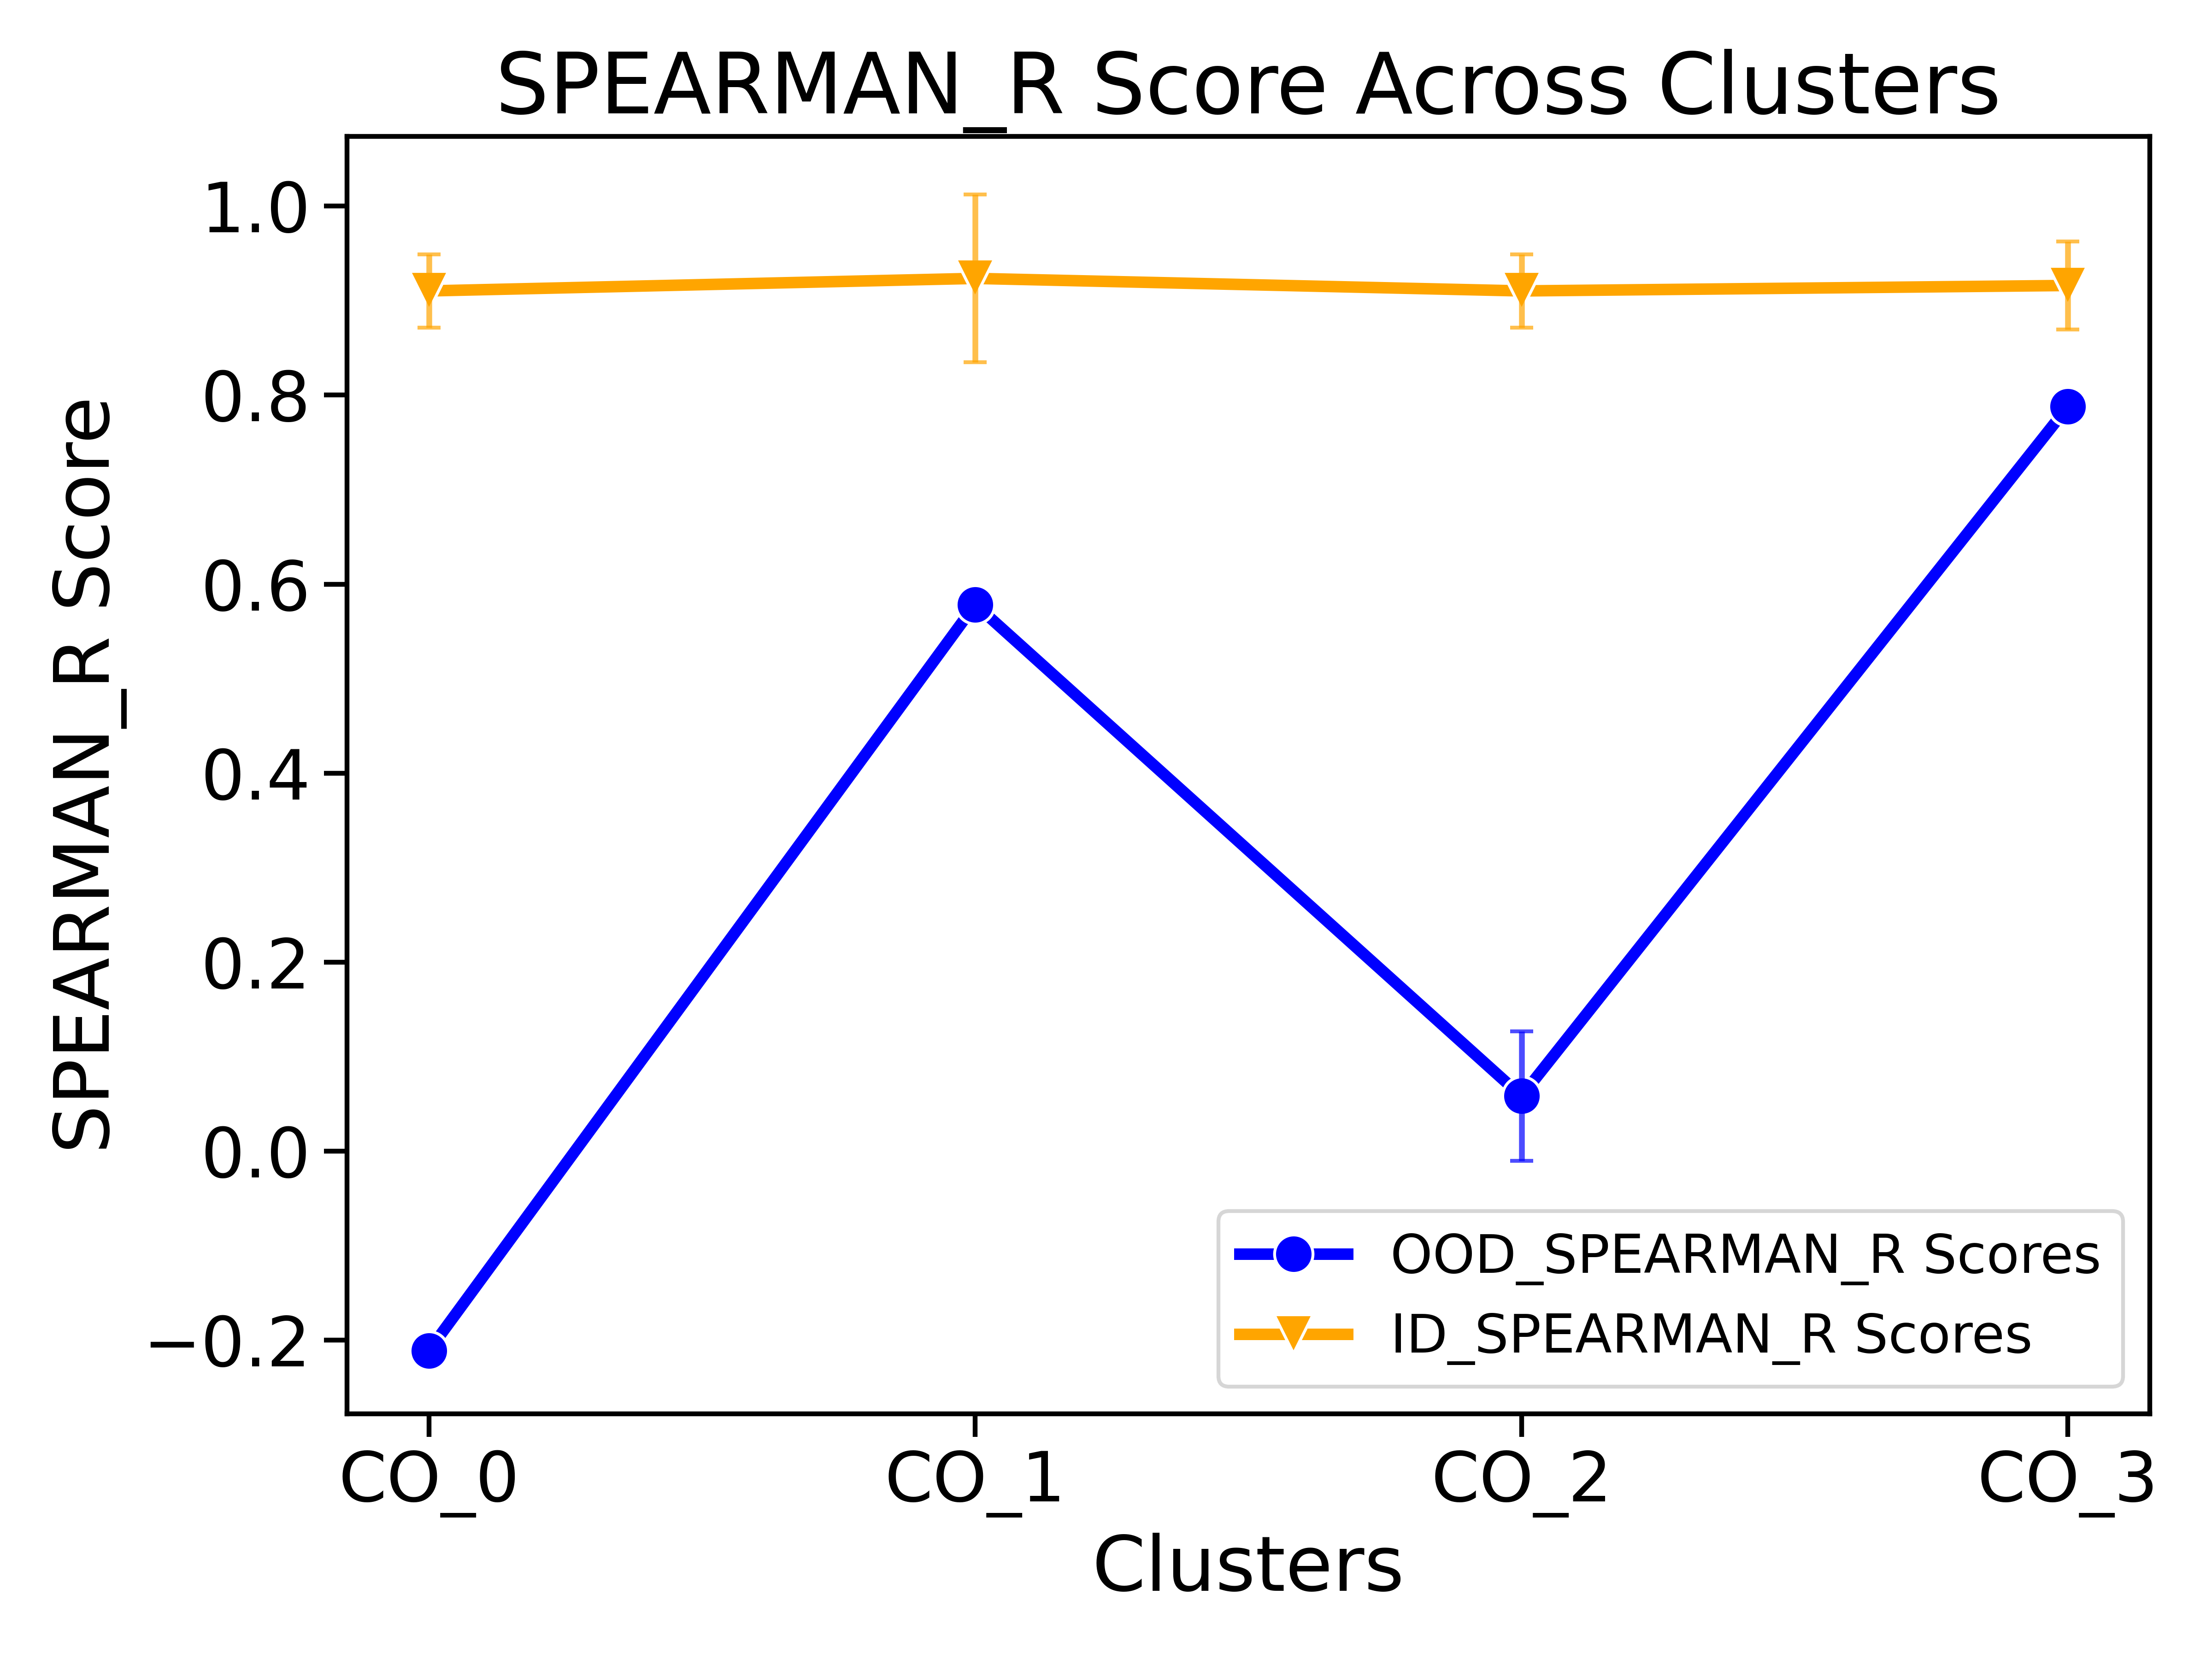 SPEARMAN_R Score Across Clusters
SPEARMAN_R Score
1.0
0.8
0.6
0.4
0.2
0.0
−0.2
OOD_SPEARMAN_R Scores
ID_SPEARMAN_R Scores
CO_0 CO_1 CO_2 CO_3
Clusters